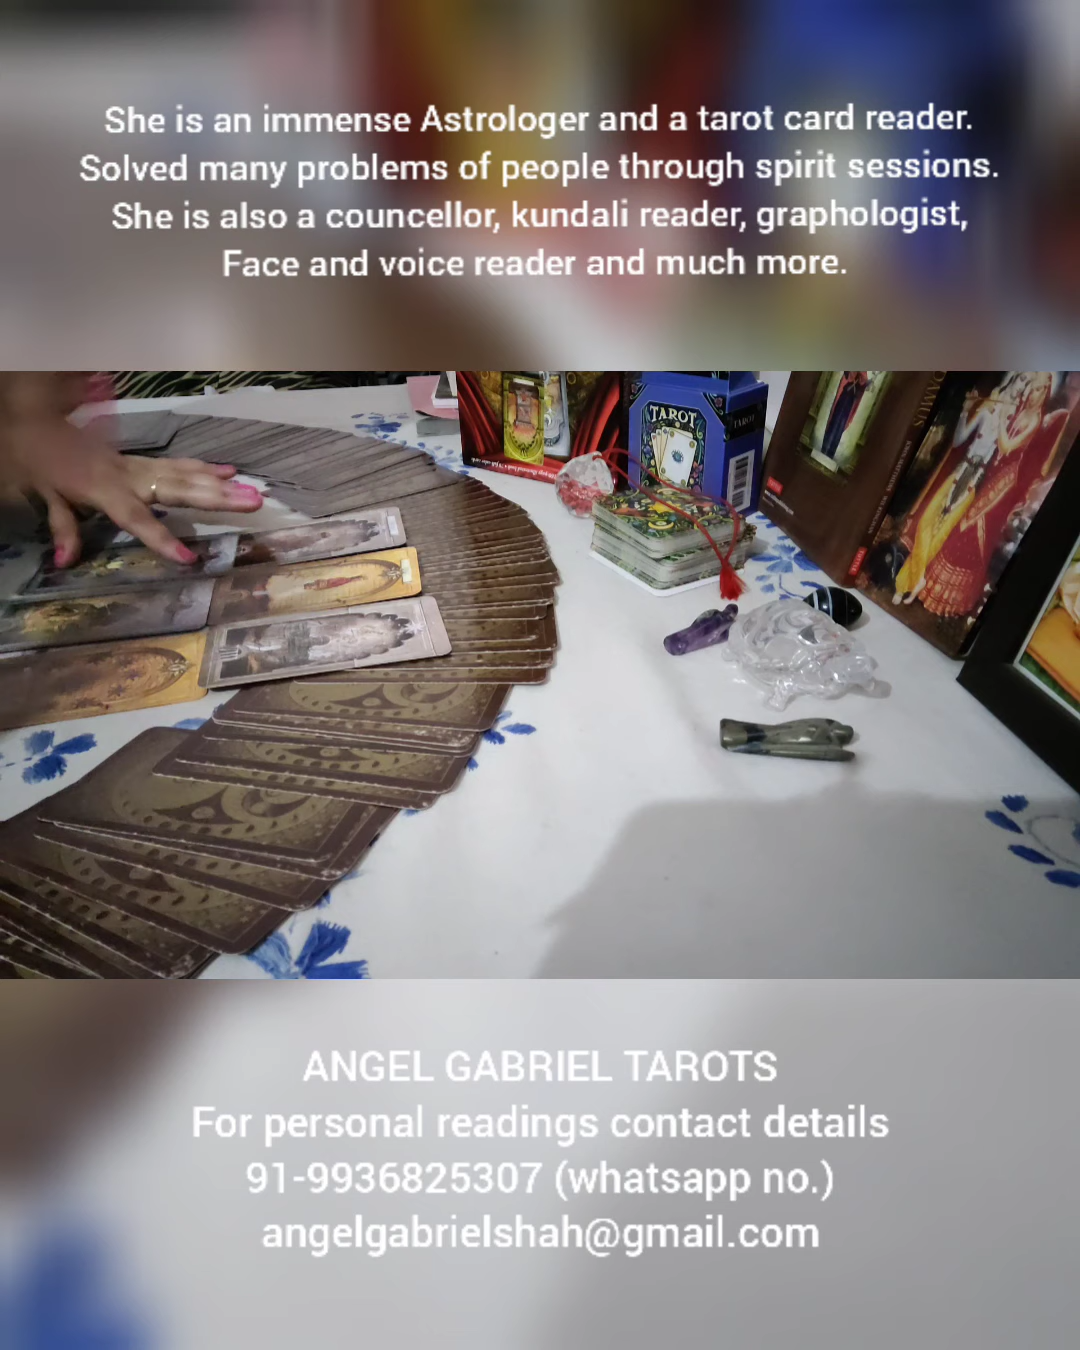 She is an immense Astrologer and a tarot card reader.
Solved many problems of people through spirit sessions.
She is also a councellor, kundali reader, graphologist,
Face and voice reader and much more.
TAROT
TAROT
ANGEL GABRIEL TAROTS
For personal readings contact details
91-9936825307 (whatsapp no.)
angelgabrielshah@gmail.com